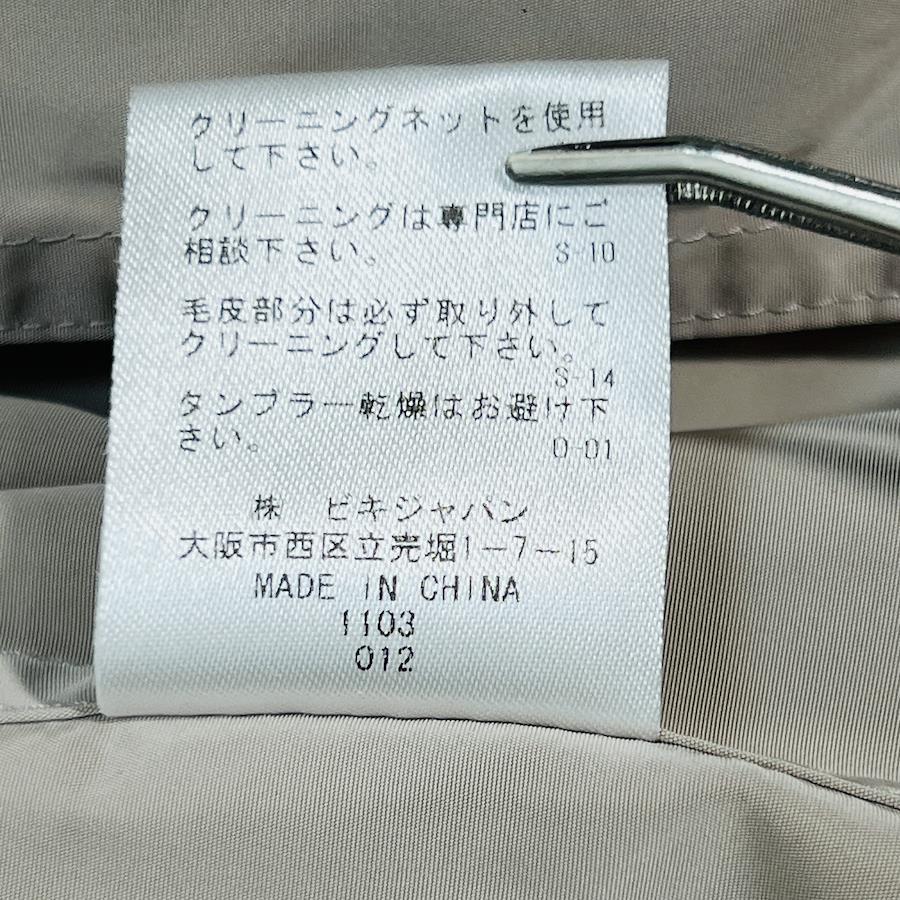 クリーニングネットを使用
して下さい。
クリーニングは専門店にご
相談下さい。 S-10
毛皮部分は必ず取り外して
クリーニングして下さい。
S-14
タンブラー乾燥はお避け下
さい。 0-01
株 ビキジャパン
大阪市西区立売堀1-7-15
MADE IN CHINA
1103
012